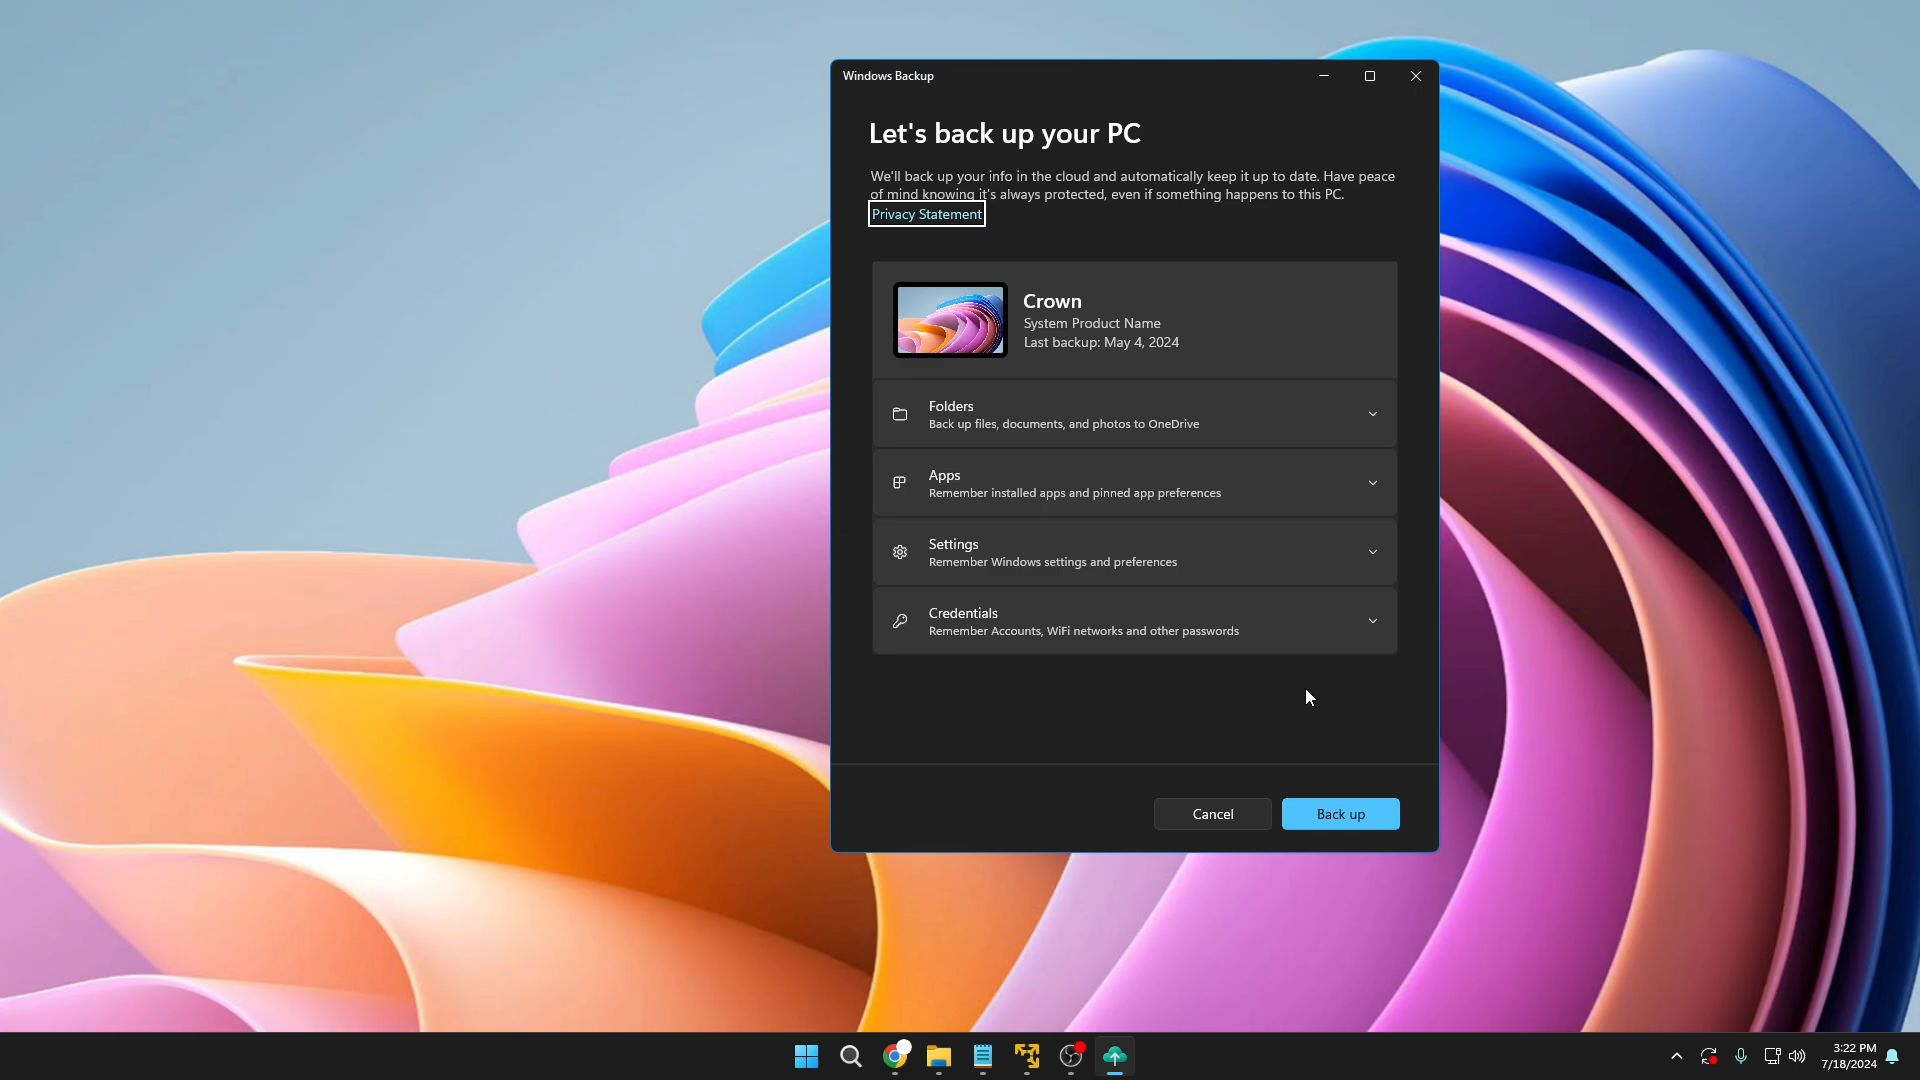 Windows Backup
Let's back up your PC
We'll back up your info in the cloud and automatically keep it up to date. Have peace
of mind knowing it's always protected, even if something happens to this PC.
Privacy Statement
Crown
System Product Name
Last backup: May 4, 2024
Folders
Back up files, documents, and photos to OneDrive
Apps
Remember installed apps and pinned app preferences
Settings
Remember Windows settings and preferences
Credentials
Remember Accounts, WiFi networks and other passwords
Cancel
Back up
3:22 PM
7/18/2024